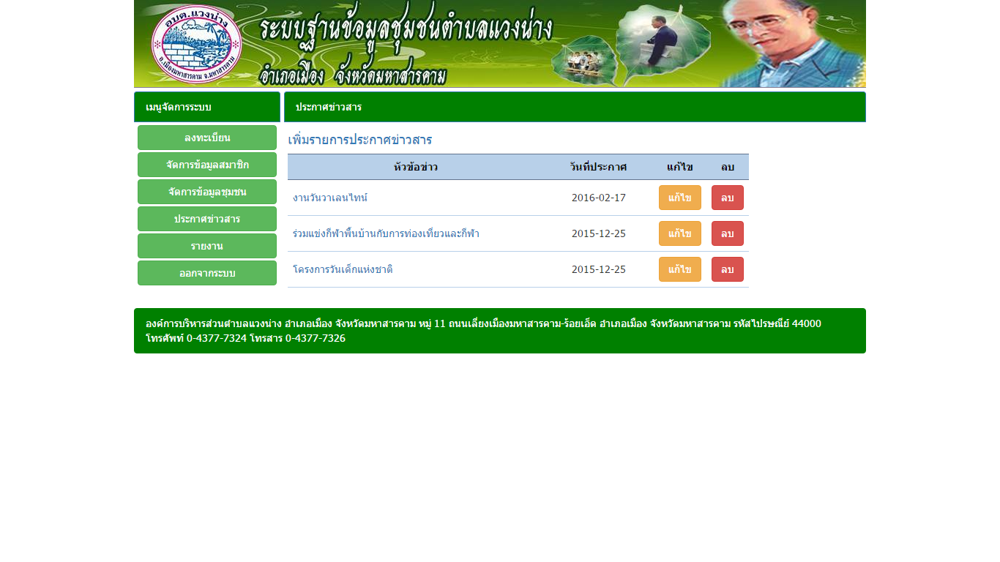 อบต.แวงน่าง
อ.เมืองมหาสารคาม จ.มหาสารคาม
ระบบฐานข้อมูลชุมชนตำบลแวงน่าง
อำเภอเมือง จังหวัดมหาสารคาม
เมนูจัดการระบบ
ประกาศข่าวสาร
ลงทะเบียน
จัดการข้อมูลสมาชิก
จัดการข้อมูลชุมชน
ประกาศข่าวสาร
รายงาน
ออกจากระบบ
เพิ่มรายการประกาศข่าวสาร
หัวข้อข่าว วันที่ประกาศ แก้ไข ลบ
งานวันวาเลนไทน์ 2016-02-17 แก้ไข ลบ
ร่วมแข่งกีฬาพื้นบ้านกับการท่องเที่ยวและกีฬา 2015-12-25 แก้ไข ลบ
โครงการวันเด็กแห่งชาติ 2015-12-25 แก้ไข ลบ
องค์การบริหารส่วนตำบลแวงน่าง อำเภอเมือง จังหวัดมหาสารคาม หมู่ 11 ถนนเลี่ยงเมืองมหาสารคาม-ร้อยเอ็ด อำเภอเมือง จังหวัดมหาสารคาม รหัสไปรษณีย์ 44000
โทรศัพท์ 0-4377-7324 โทรสาร 0-4377-7326